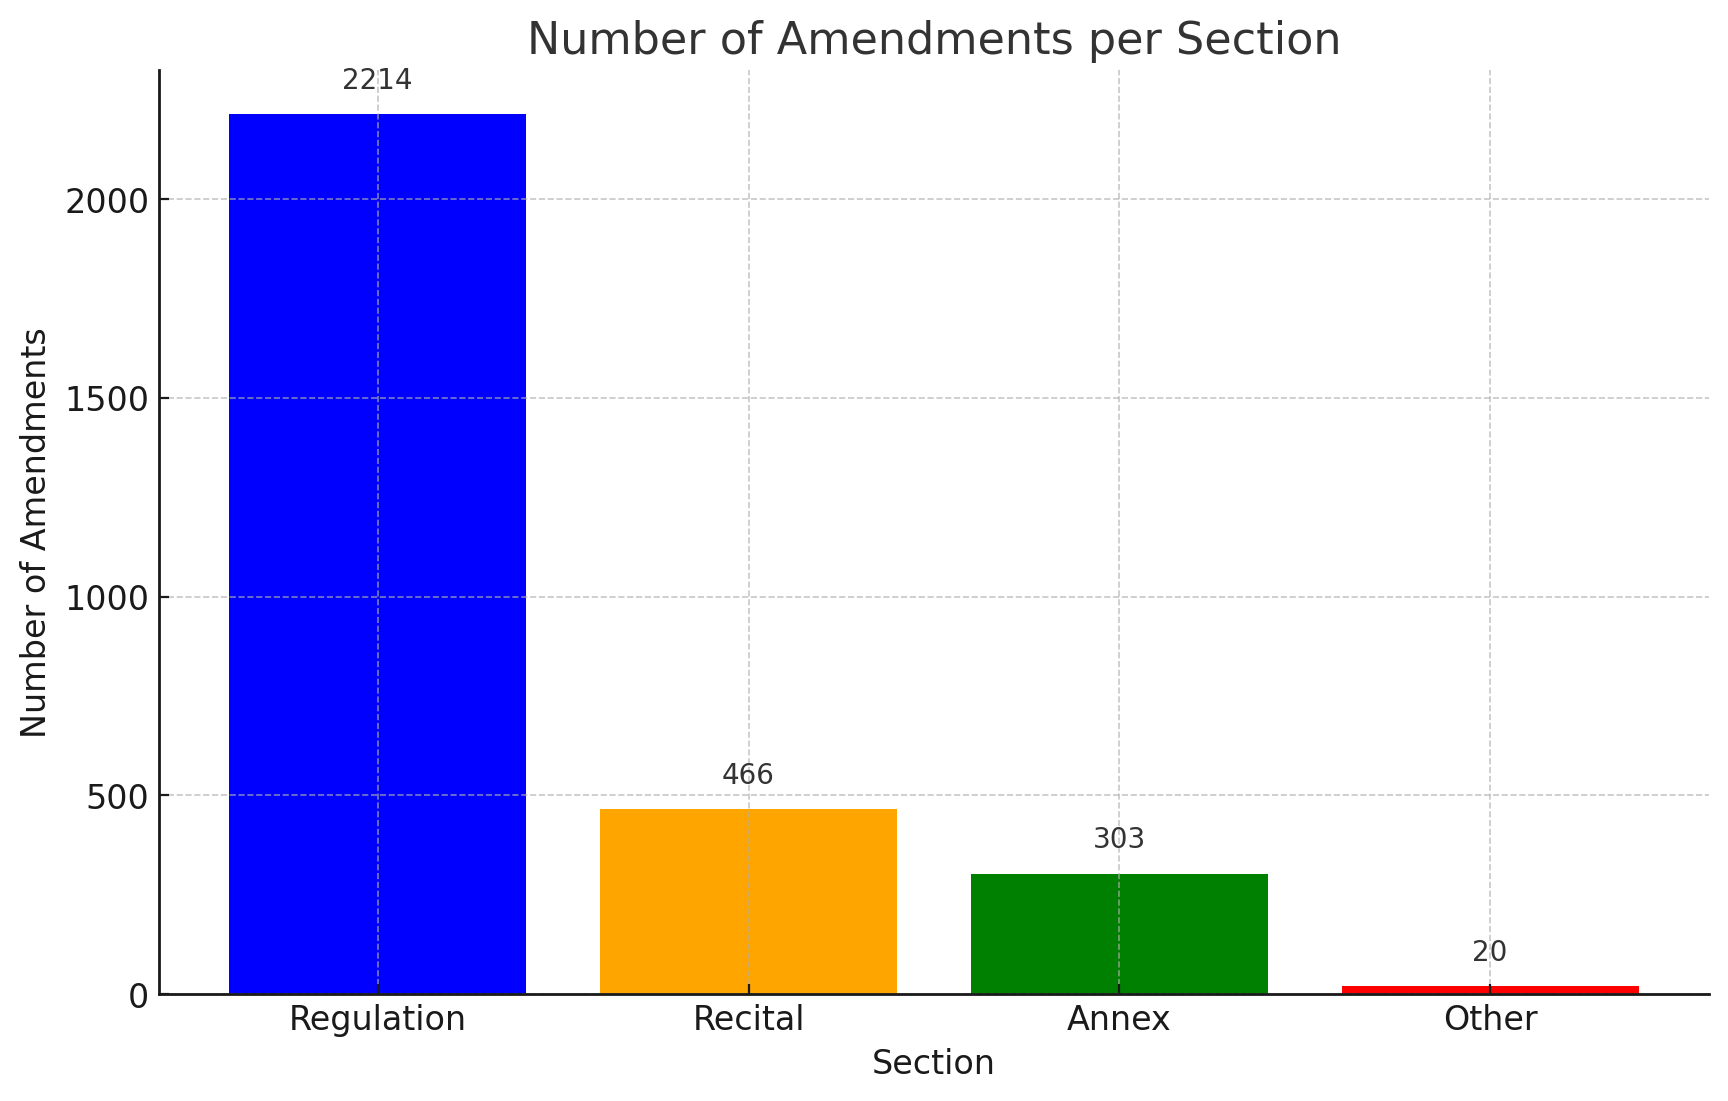 Number of Amendments per Section
2214
2000
1500
1000
500
0
Number of Amendments
466
303
20
Regulation
Recital
Annex
Other
Section